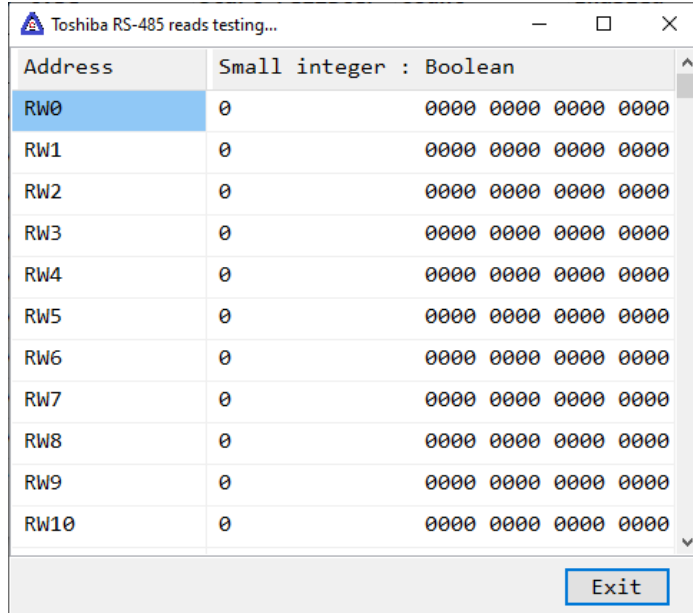 Toshiba RS-485 reads testing...
Address Small integer : Boolean
RW0 0 0000 0000 0000 0000
RW1 0 0000 0000 0000 0000
RW2 0 0000 0000 0000 0000
RW3 0 0000 0000 0000 0000
RW4 0 0000 0000 0000 0000
RW5 0 0000 0000 0000 0000
RW6 0 0000 0000 0000 0000
RW7 0 0000 0000 0000 0000
RW8 0 0000 0000 0000 0000
RW9 0 0000 0000 0000 0000
RW10 0 0000 0000 0000 0000
Exit